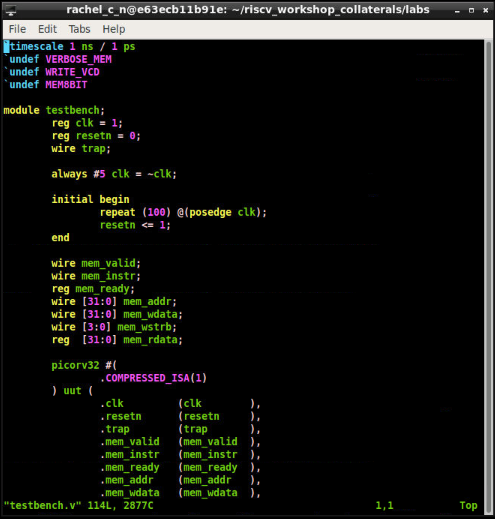 rachel_c_n@e63ecb11b91e: ~/riscv_workshop_collaterals/labs
File Edit Tabs Help
`timescale 1 ns / 1 ps
`undef VERBOSE_MEM
`undef WRITE_VCD
`undef MEM8BIT
module testbench;
reg clk = 1;
reg resetn = 0;
wire trap;
always #5 clk = ~clk;
initial begin
repeat (100) @(posedge clk);
resetn <= 1;
end
wire mem_valid;
wire mem_instr;
reg mem_ready;
wire [31:0] mem_addr;
wire [31:0] mem_wdata;
wire [3:0] mem_wstrb;
reg  [31:0] mem_rdata;
picorv32 #(
.COMPRESSED_ISA(1)
) uut (
.clk         (clk        ),
.resetn      (resetn     ),
.trap        (trap       ),
.mem_valid   (mem_valid  ),
.mem_instr   (mem_instr  ),
.mem_ready   (mem_ready  ),
.mem_addr    (mem_addr   ),
.mem_wdata   (mem_wdata  ),
"testbench.v" 114L, 2877C 1,1 Top